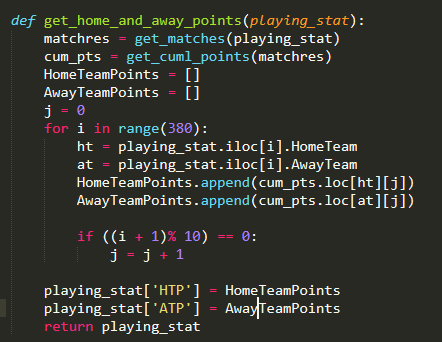 def get_home_and_away_points(playing_stat):
    matchres = get_matches(playing_stat)
    cum_pts = get_cuml_points(matchres)
    HomeTeamPoints = []
    AwayTeamPoints = []
    j = 0
    for i in range(380):
        ht = playing_stat.iloc[i].HomeTeam
        at = playing_stat.iloc[i].AwayTeam
        HomeTeamPoints.append(cum_pts.loc[ht][j])
        AwayTeamPoints.append(cum_pts.loc[at][j])

        if ((i + 1)% 10) == 0:
            j = j + 1

    playing_stat['HTP'] = HomeTeamPoints
    playing_stat['ATP'] = AwayTeamPoints
    return playing_stat